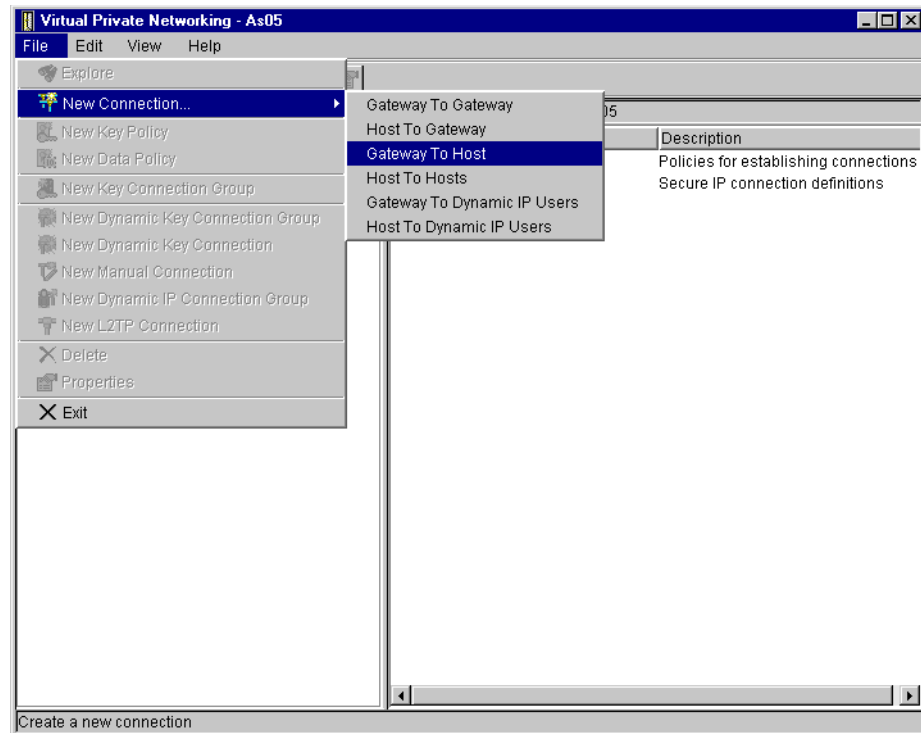 Virtual Private Networking - As05
File Edit View Help
Explore
New Connection...
New Key Policy
New Data Policy
New Key Connection Group
New Dynamic Key Connection Group
New Dynamic Key Connection
New Manual Connection
New Dynamic IP Connection Group
New L2TP Connection
Delete
Properties
Exit
Gateway To Gateway
Host To Gateway
Gateway To Host
Host To Hosts
Gateway To Dynamic IP Users
Host To Dynamic IP Users
05
Description
Policies for establishing connections
Secure IP connection definitions
Create a new connection